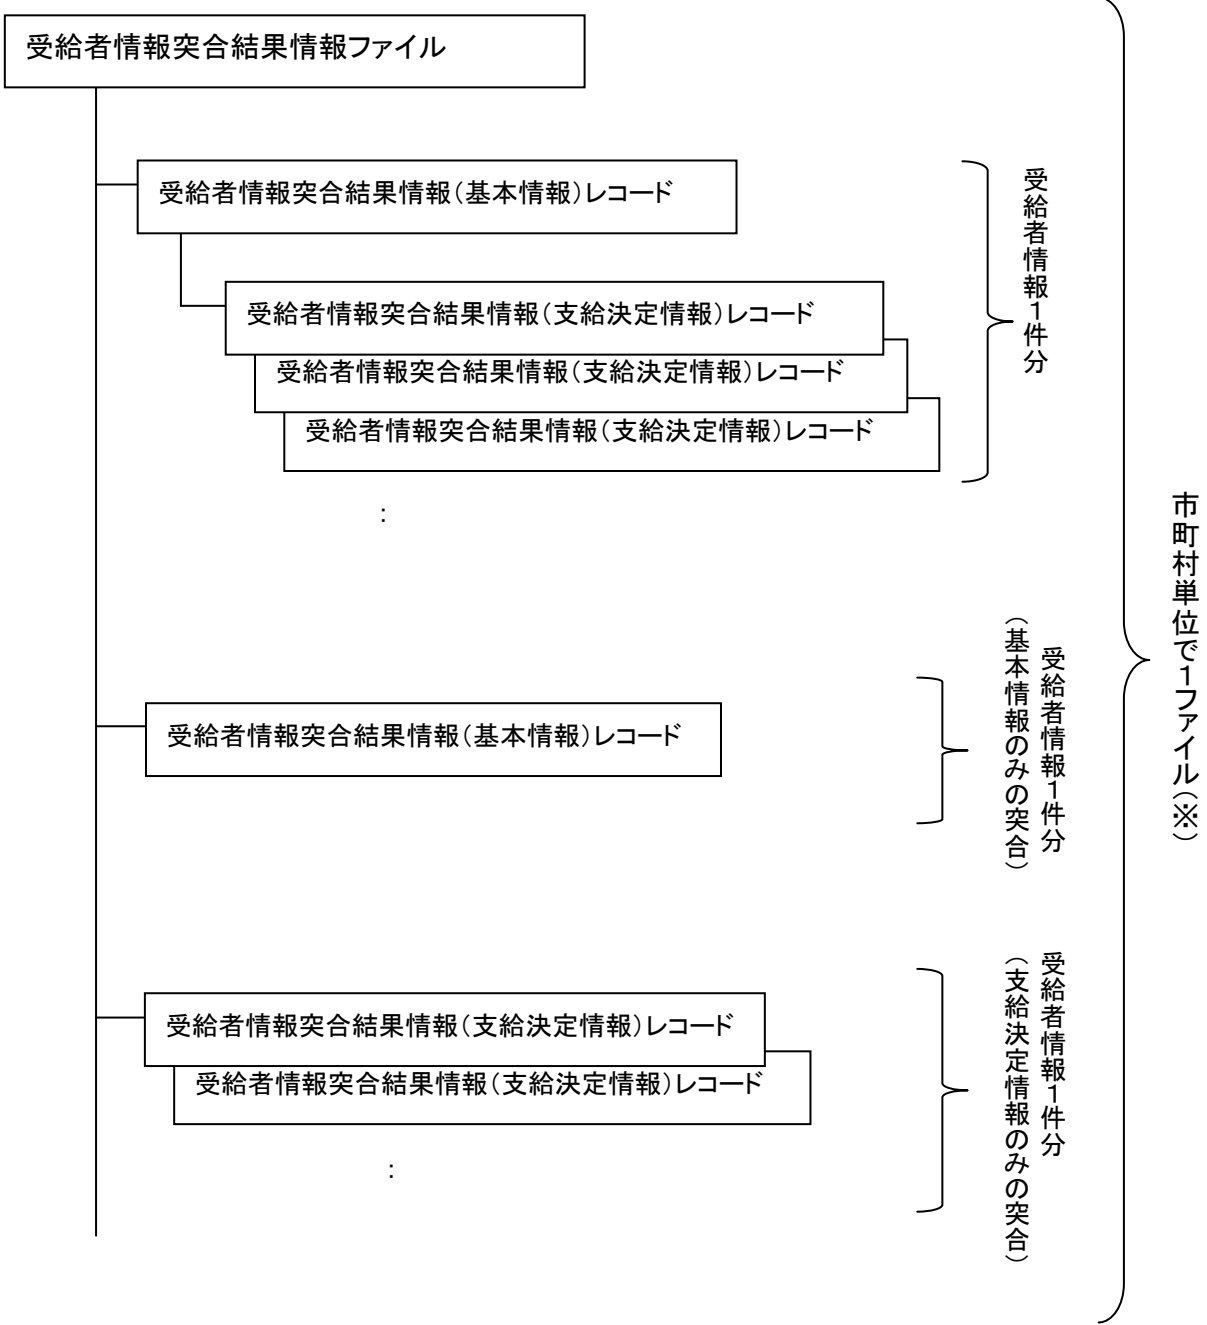 受給者情報突合結果情報ファイル
受給者情報突合結果情報（基本情報）レコード
受給者情報突合結果情報（支給決定情報）レコード
受給者情報突合結果情報（支給決定情報）レコード
受給者情報突合結果情報（支給決定情報）レコード
：
受給者情報１件分
受給者情報突合結果情報（基本情報）レコード
受給者情報１件分
（基本情報のみの突合）
受給者情報突合結果情報（支給決定情報）レコード
受給者情報突合結果情報（支給決定情報）レコード
：
受給者情報１件分
（支給決定情報のみの突合）
市町村単位で１ファイル（※）